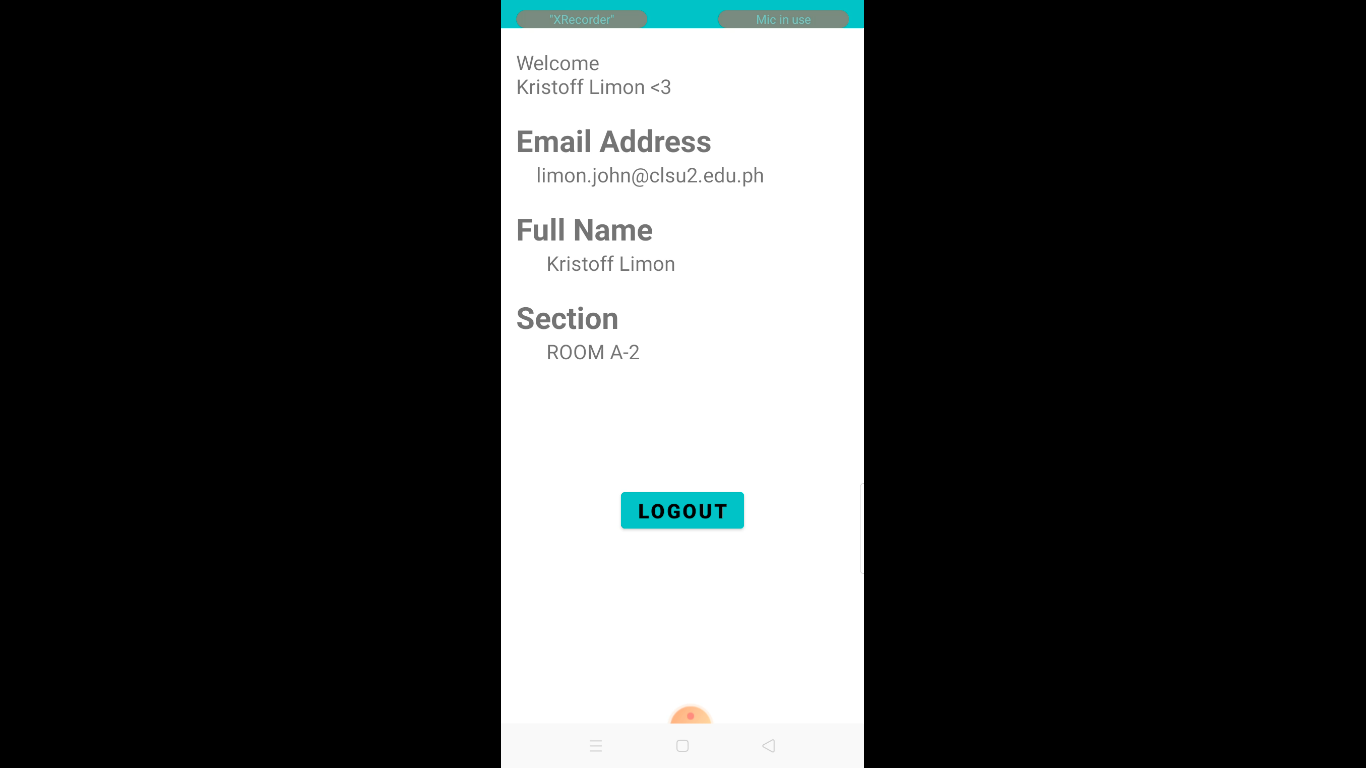 "XRecorder"
Mic in use
Welcome
Kristoff Limon <3
Email Address
limon.john@clsu2.edu.ph
Full Name
Kristoff Limon
Section
ROOM A-2
LOGOUT